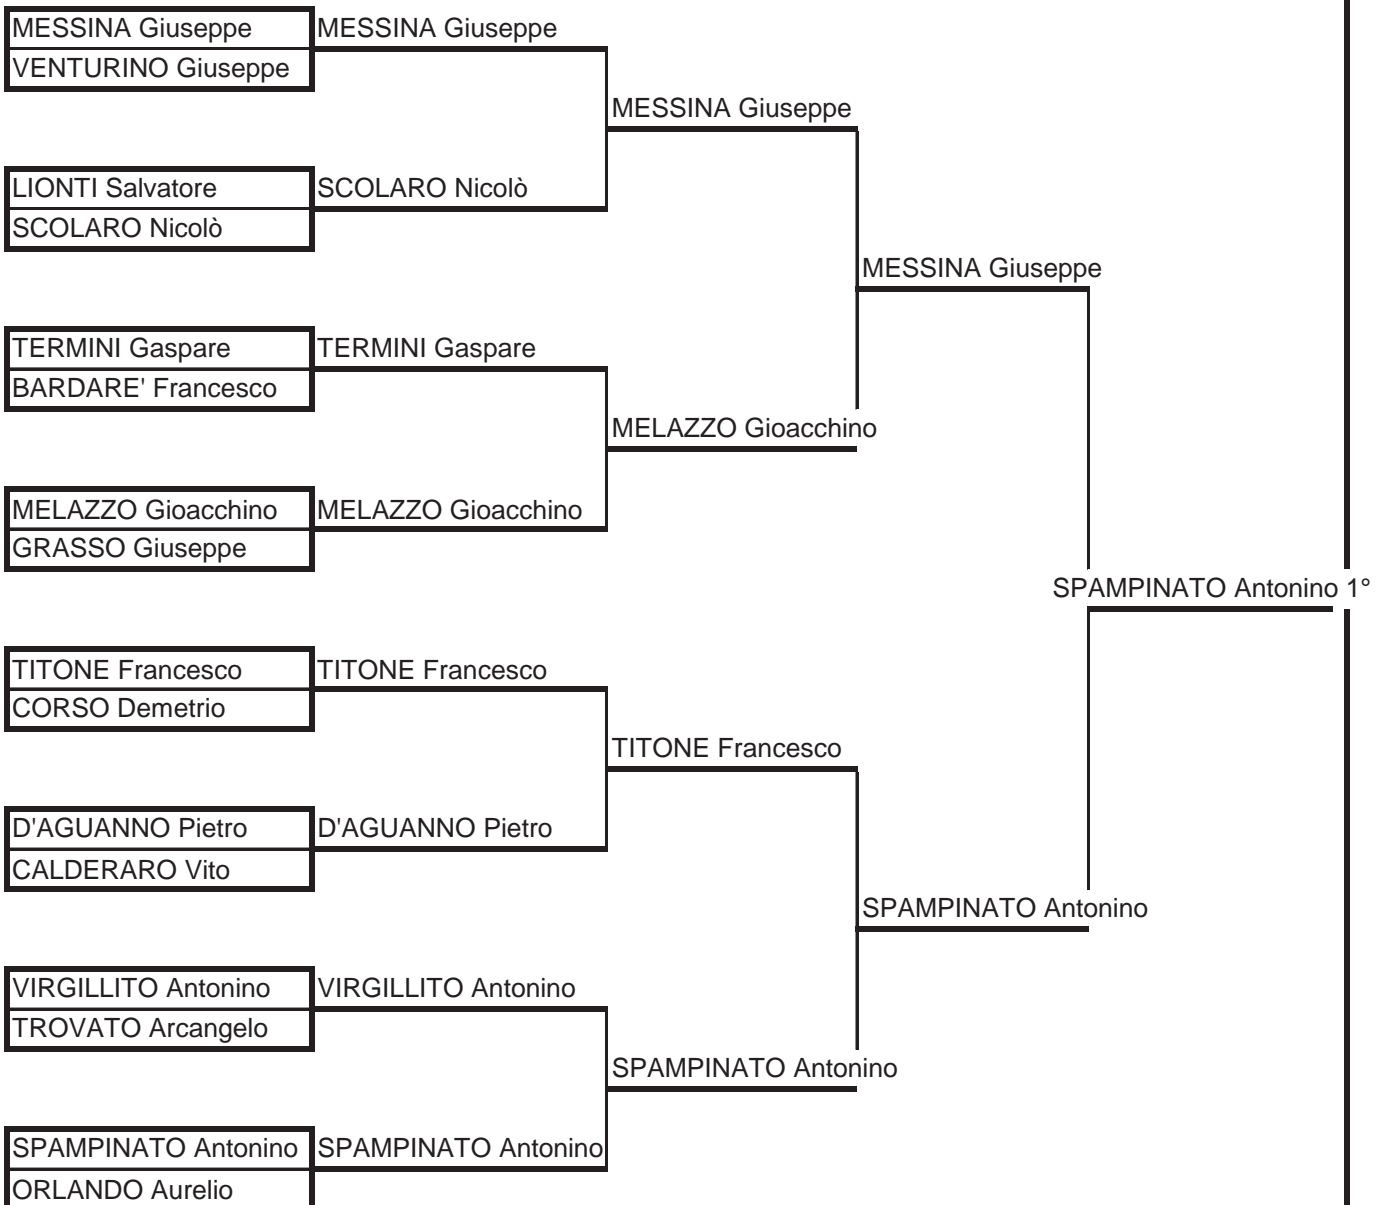 MESSINA Giuseppe
MESSINA Giuseppe
VENTURINO Giuseppe
MESSINA Giuseppe
LIONTI Salvatore
SCOLARO Nicolò
SCOLARO Nicolò
MESSINA Giuseppe
TERMINI Gaspare
TERMINI Gaspare
BARDARE' Francesco
MELAZZO Gioacchino
MELAZZO Gioacchino
MELAZZO Gioacchino
GRASSO Giuseppe
SPAMPINATO Antonino 1°
TITONE Francesco
TITONE Francesco
CORSO Demetrio
TITONE Francesco
D'AGUANNO Pietro
D'AGUANNO Pietro
CALDERARO Vito
SPAMPINATO Antonino
VIRGILLITO Antonino
VIRGILLITO Antonino
TROVATO Arcangelo
SPAMPINATO Antonino
SPAMPINATO Antonino
SPAMPINATO Antonino
ORLANDO Aurelio